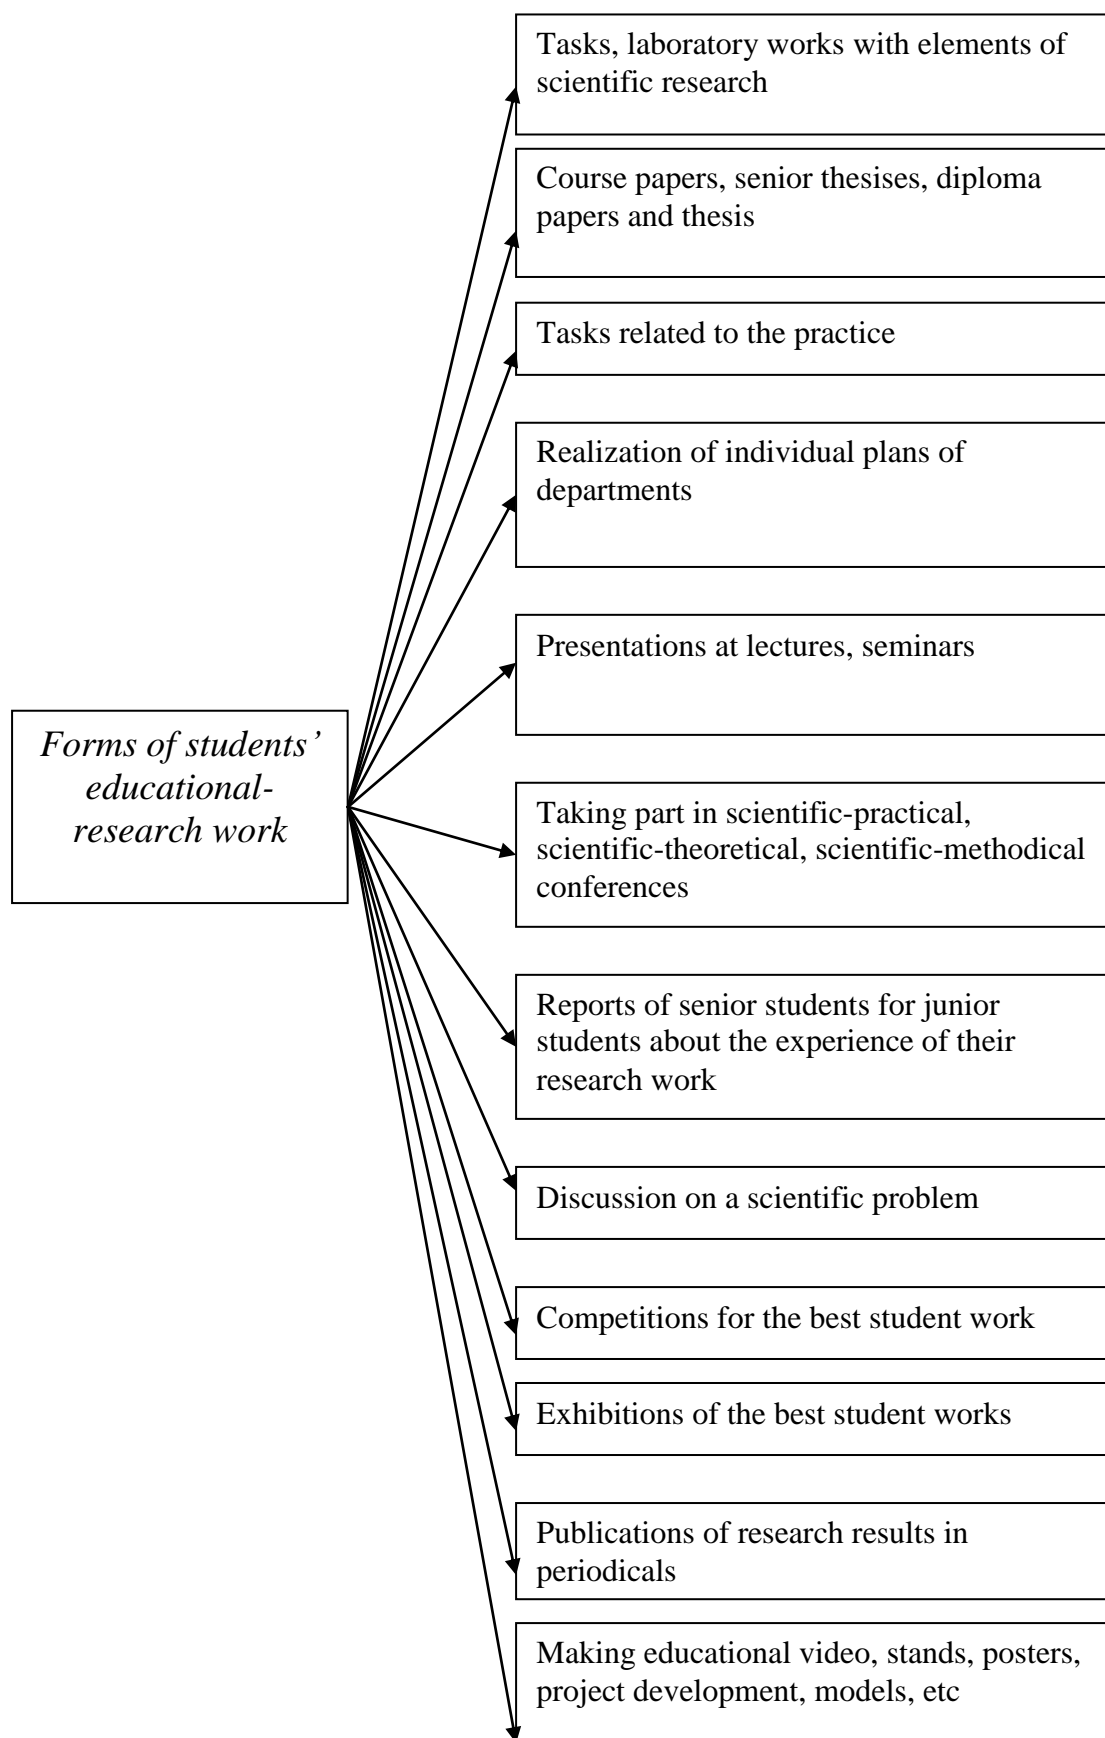 Tasks, laboratory works with elements of
scientific research
Course papers, senior thesises, diploma
papers and thesis
Tasks related to the practice
Realization of individual plans of
departments
Presentations at lectures, seminars
Forms of students’
educational-
research work
Taking part in scientific-practical,
scientific-theoretical, scientific-methodical
conferences
Reports of senior students for junior
students about the experience of their
research work
Discussion on a scientific problem
Competitions for the best student work
Exhibitions of the best student works
Publications of research results in
periodicals
Making educational video, stands, posters,
project development, models, etc